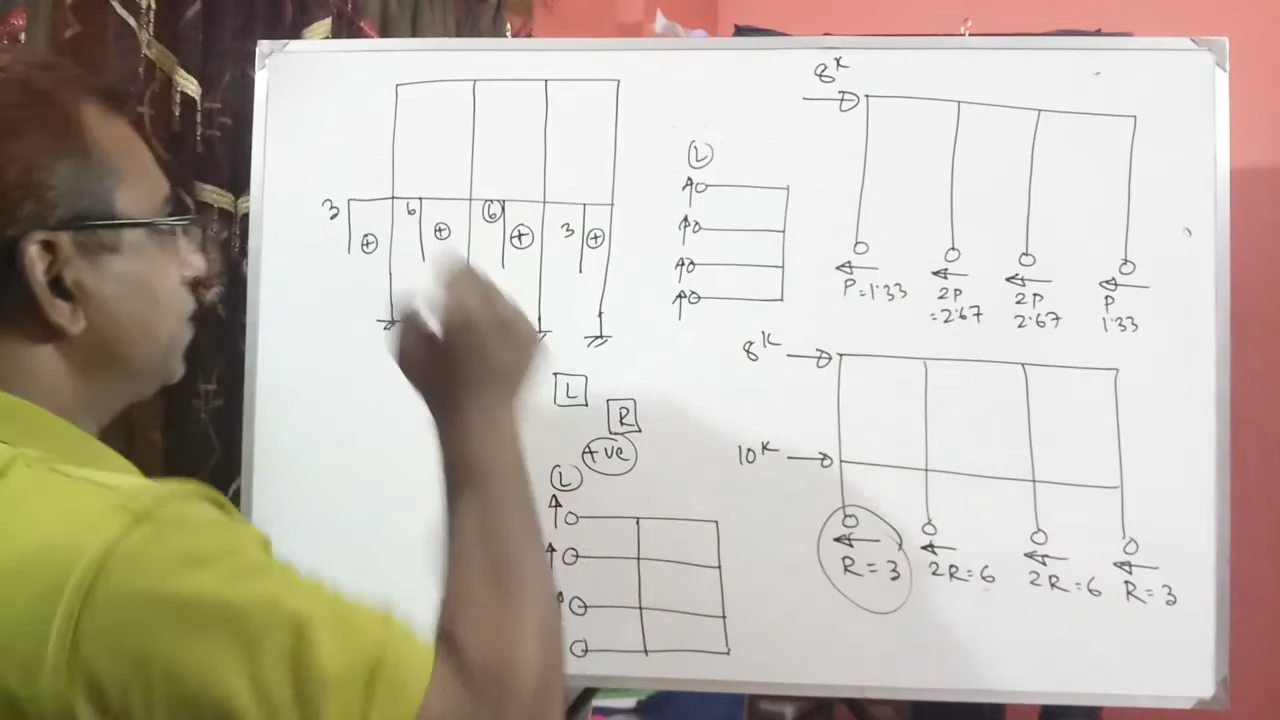 3
6
6
3
+
+
+
+
L
R
+ve
L
L
8K
P=1.33
2P
=2.67
2P
2.67
P
1.33
8K
10K
R=3
2R=6
2R=6
R=3